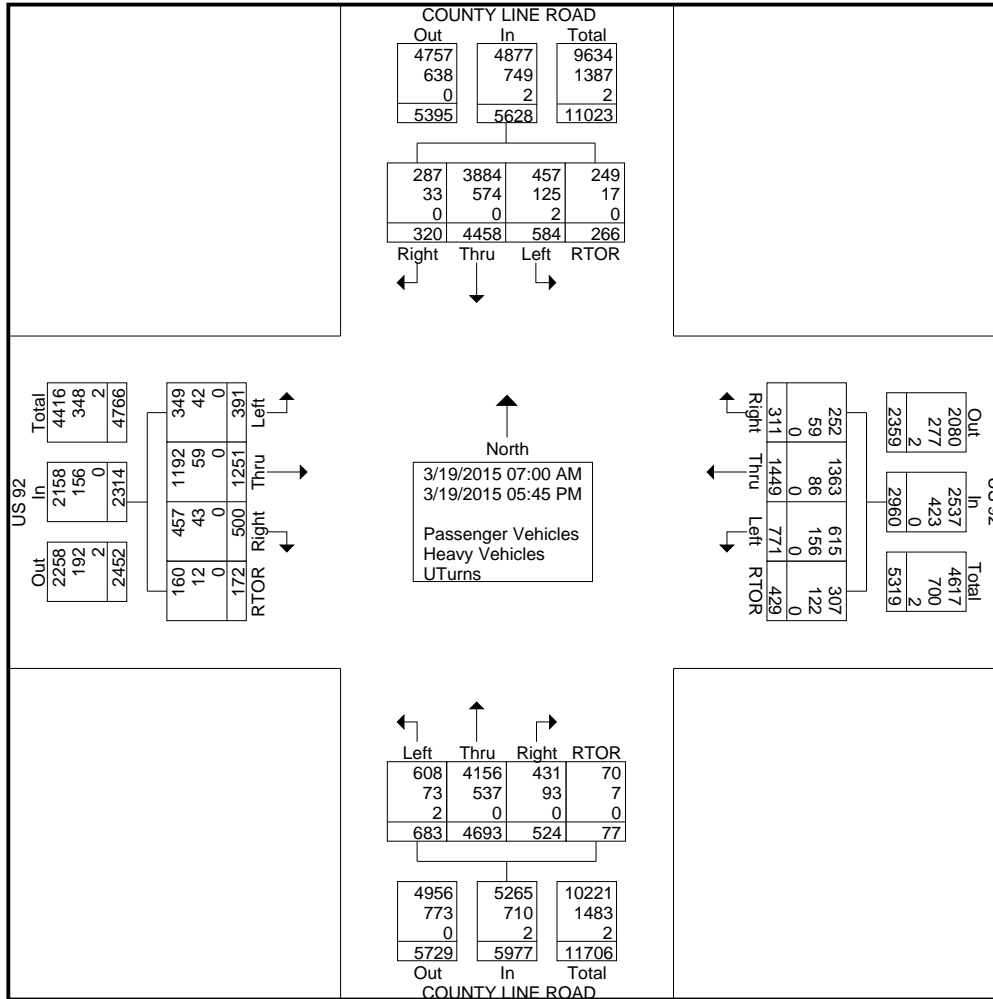 COUNTY LINE ROAD
Out In Total
4757 4877 9634
638 749 1387
0 2 2
5395 5628 11023
287 3884 457 249
33 574 125 17
0 0 2 0
320 4458 584 266
Right Thru Left RTOR
US 92
Total
4416
348
2
4766
In
2158
156
0
2314
Out
2258
192
2
2452
349
42
0
391
Left
1192
59
0
1251
Thru
457
43
0
500
Right
160
12
0
172
RTOR
North
3/19/2015 07:00 AM
3/19/2015 05:45 PM
Passenger Vehicles
Heavy Vehicles
UTurns
252
59
0
311
Right
1363
86
0
1449
Thru
615
156
0
771
Left
307
122
0
429
RTOR
Out
2080
277
2
2359
In
2537
423
0
2960
Total
4617
700
2
5319
Left Thru Right RTOR
608 4156 431 70
73 537 93 7
2 0 0 0
683 4693 524 77
4956 5265 10221
773 710 1483
0 2 2
5729 5977 11706
Out In Total
COUNTY LINE ROAD